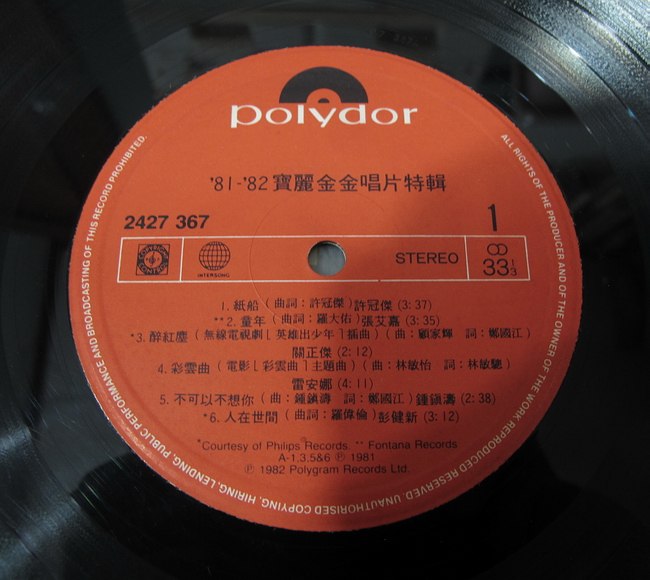 polydor
'81-'82寶麗金金唱片特輯
2427 367
1
INTERSONG
STEREO
33 1/3
1. 紙船(曲詞:許冠傑)許冠傑(3:37)
**2. 童年(曲詞:羅大佑)張艾嘉(3:35)
*3. 醉紅塵(無線電視劇「英雄出少年」插曲)(曲:顧家輝 詞:鄭國江)
關正傑(2:12)
4. 彩雲曲(電影「彩雲曲」主題曲)(曲:林敏怡 詞:林敏驄)
雷安娜(4:11)
5. 不可以不想你(曲:鍾鎮濤 詞:鄭國江)鍾鎮濤(2:38)
*6. 人在世間(曲詞:羅偉倫)彭健新(3:12)
*Courtesy of Philips Records. ** Fontana Records
A-1.3.5&6 ℗ 1981
℗ 1982 Polygram Records Ltd.
ALL RIGHTS OF THE PRODUCER AND OF THE OWNER OF THE WORK REPRODUCED RESERVED. UNAUTHORISED COPYING, HIRING, LENDING, PUBLIC PERFORMANCE AND BROADCASTING OF THIS RECORD PROHIBITED.